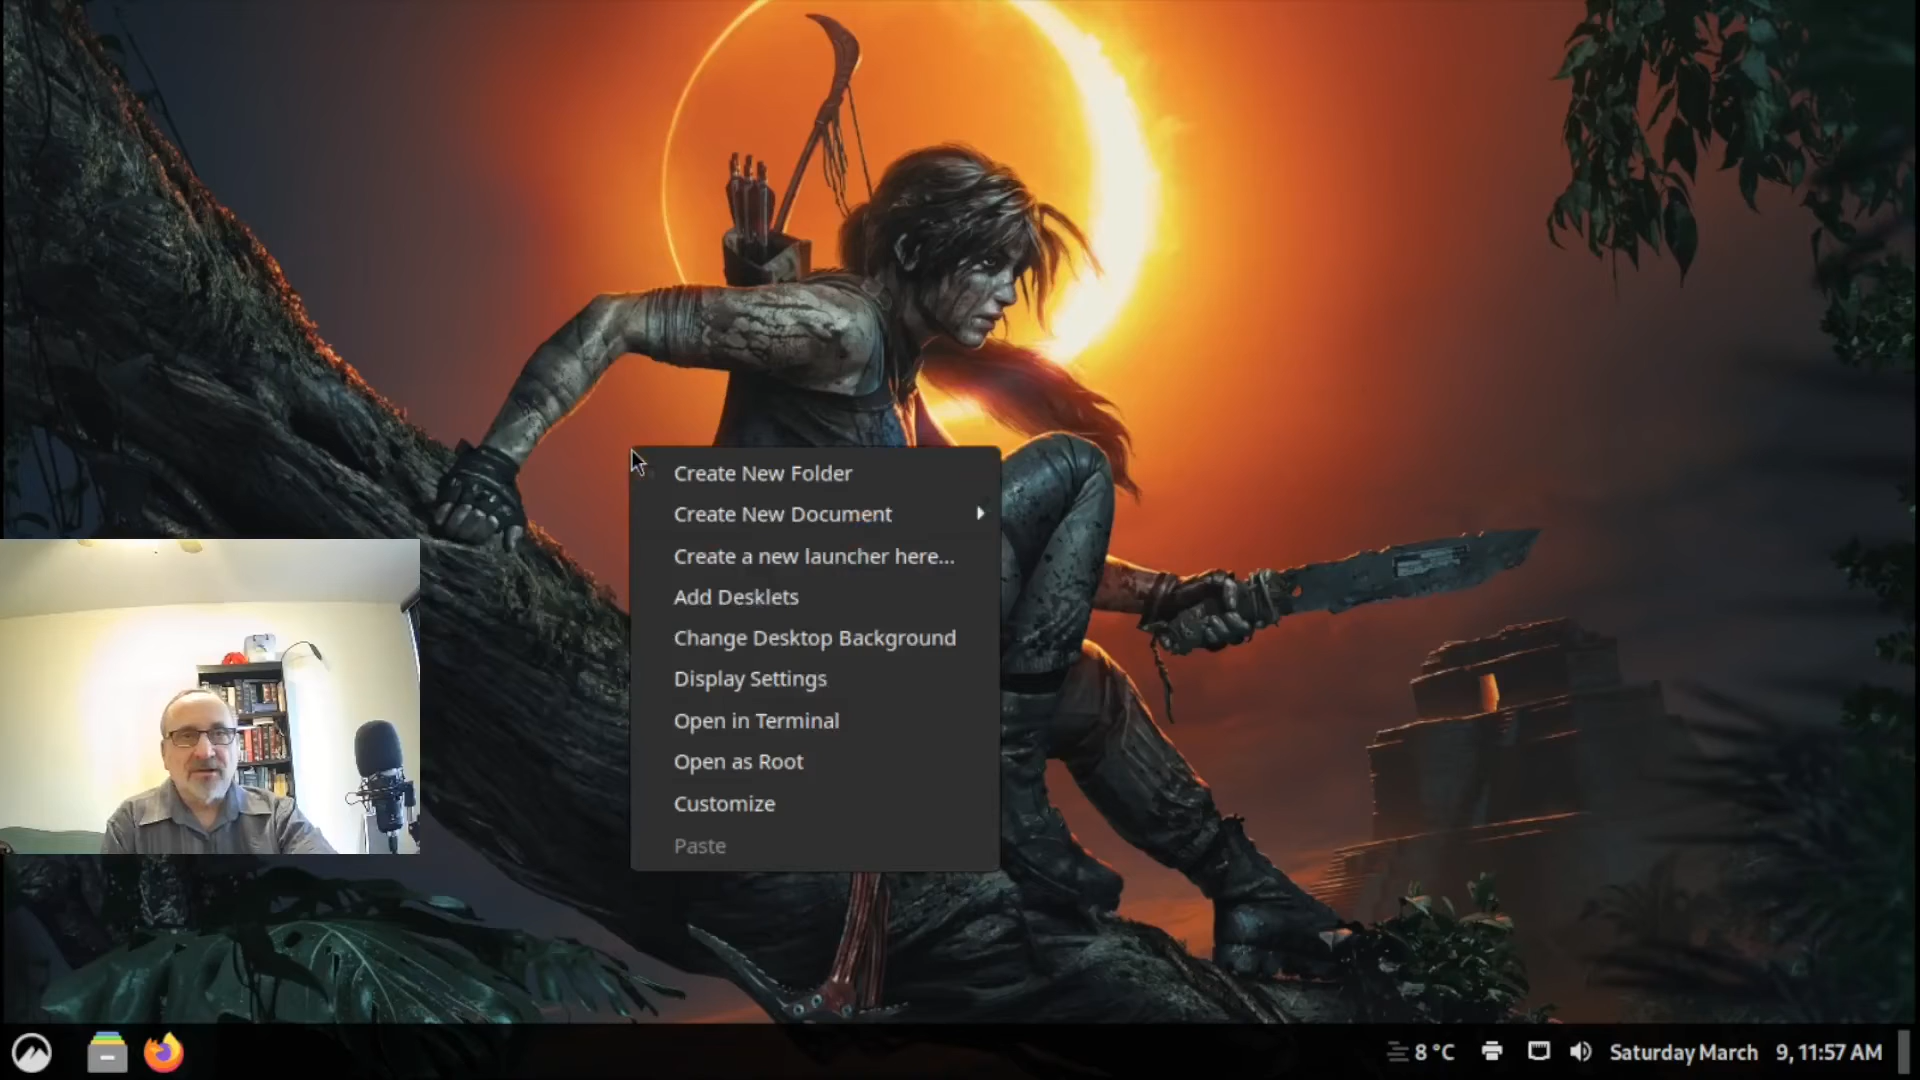 Create New Folder
Create New Document
Create a new launcher here...
Add Desklets
Change Desktop Background
Display Settings
Open in Terminal
Open as Root
Customize
Paste
8 °C
Saturday March 9, 11:57 AM